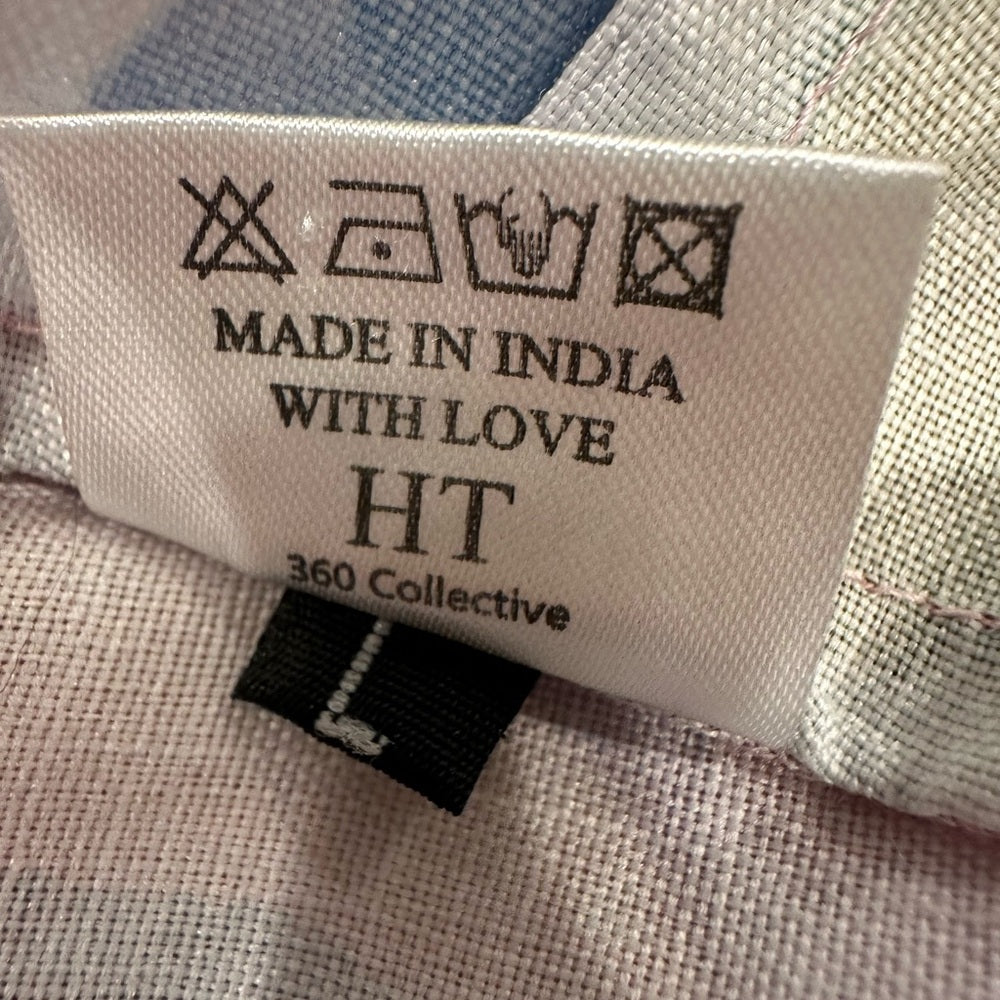 MADE IN INDIA
WITH LOVE
HT
360 Collective
L